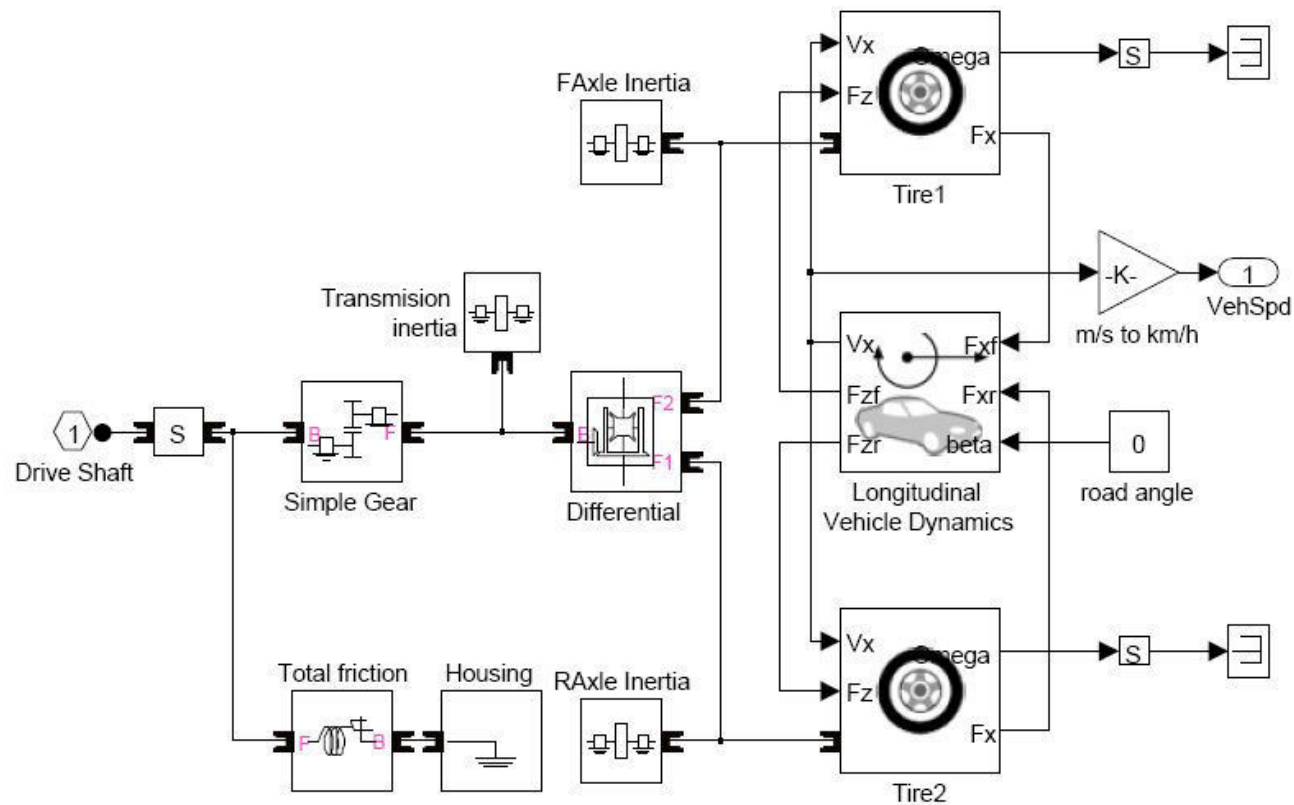 Vx
Omega
S
FAxle Inertia
Fz
Fx
Tire1
Transmision
inertia
-K-
1
VehSpd
m/s to km/h
Vx
Fxf
F2
Fzf
Fxr
1
S
B
F
B
Fzr
beta
0
Drive Shaft
F1
Simple Gear
Differential
Longitudinal
Vehicle Dynamics
road angle
Vx
Omega
S
Total friction
Housing
RAxle Inertia
Fz
F
B
Fx
Tire2